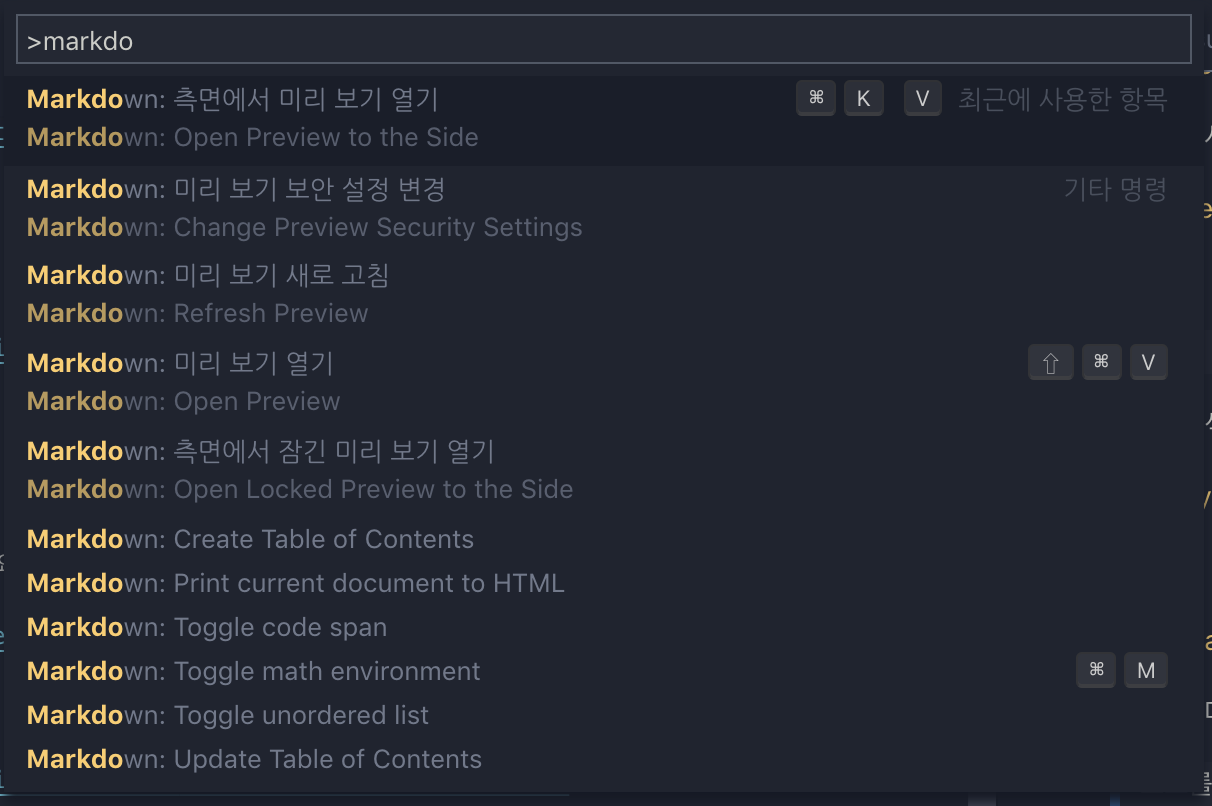 >markdo
Markdown: 측면에서 미리 보기 열기 ⌘ K V 최근에 사용한 항목
Markdown: Open Preview to the Side
Markdown: 미리 보기 보안 설정 변경 기타 명령
Markdown: Change Preview Security Settings
Markdown: 미리 보기 새로 고침
Markdown: Refresh Preview
Markdown: 미리 보기 열기 ⇧ ⌘ V
Markdown: Open Preview
Markdown: 측면에서 잠긴 미리 보기 열기
Markdown: Open Locked Preview to the Side
Markdown: Create Table of Contents
Markdown: Print current document to HTML
Markdown: Toggle code span
Markdown: Toggle math environment ⌘ M
Markdown: Toggle unordered list
Markdown: Update Table of Contents